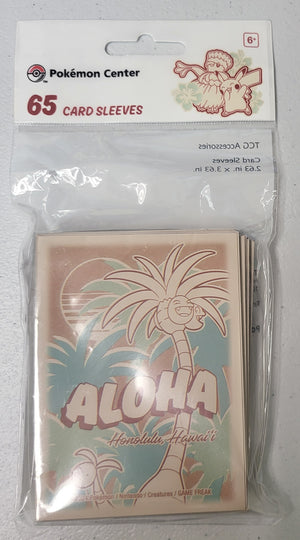 Pokémon Center
6+
65 CARD SLEEVES
TCG Accessories
Card Sleeves
2.63 in. x 3.63 in.
ALOHA
Honolulu, Hawai'i
Pokémon / Nintendo / Creatures / GAME FREAK